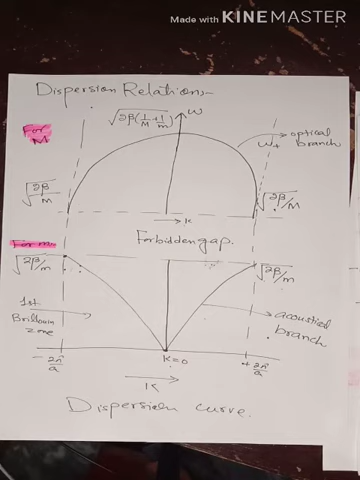 Made with KINEMASTER
Dispersion Relations-
For M
√2β(1/M + 1/m)
ω
ω+
optical branch
√2β/M
√2β/M
→ K
Forbidden gap.
For m
√2β/m
√2β/m
1st Brillouin zone
acoustical branch
K=0
- 2π/a
+ 2π/a
K
Dispersion curve.